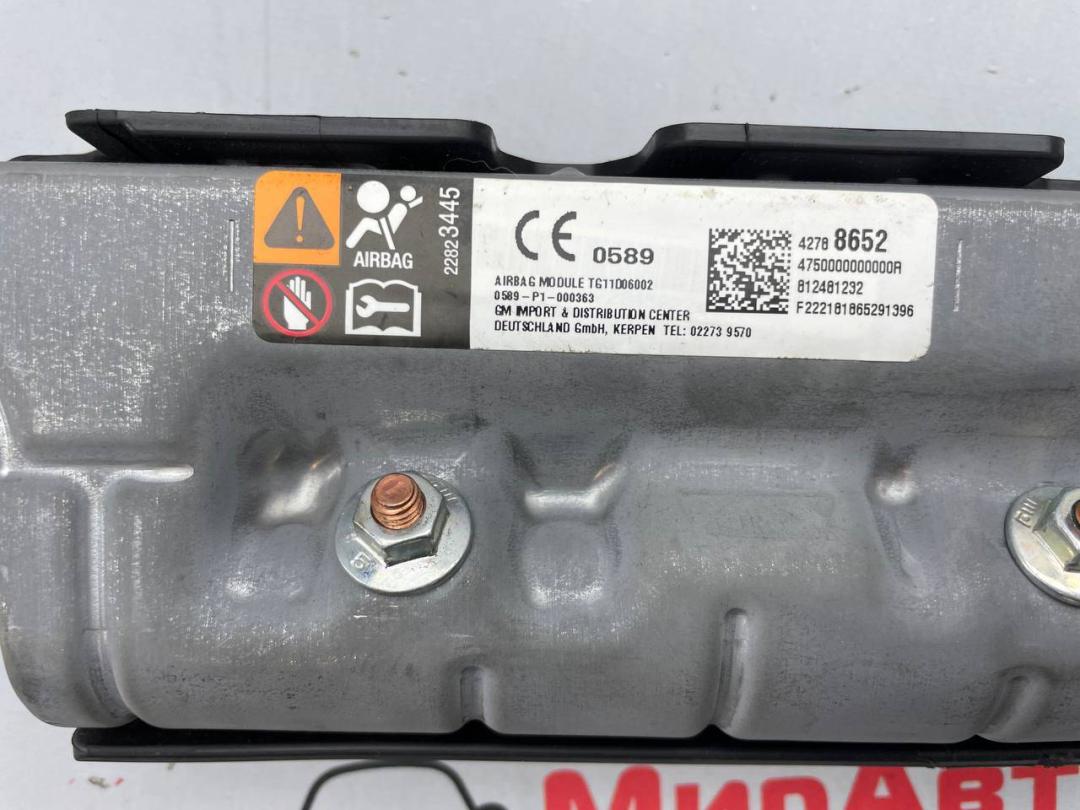 AIRBAG
22823445
CE 0589
AIRBAG MODULE TG11D06002
0589-P1-000363
GM IMPORT & DISTRIBUTION CENTER
DEUTSCHLAND GmbH, KERPEN TEL: 02273 9570
4278 8652
4750000000000R
812481232
F222181865291396
МирАвт